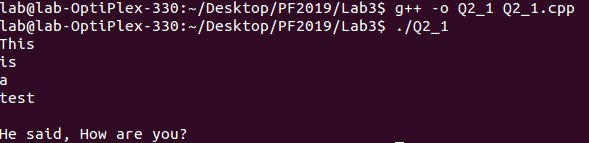 lab@lab-OptiPlex-330:~/Desktop/PF2019/Lab3$ g++ -o Q2_1 Q2_1.cpp
lab@lab-OptiPlex-330:~/Desktop/PF2019/Lab3$ ./Q2_1
This
is
a
test

He said, How are you?